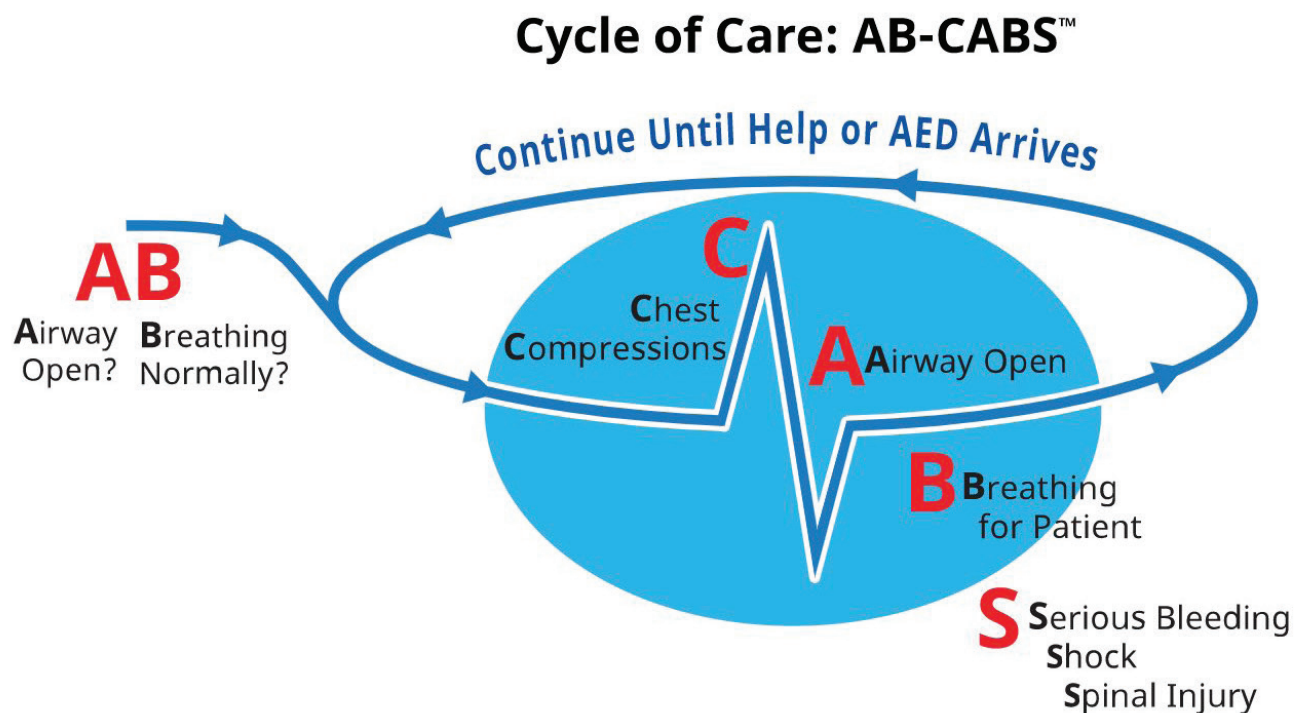 Cycle of Care: AB-CABS™
Continue Until Help or AED Arrives
AB
Airway
Open?
Breathing
Normally?
C
Chest
Compressions
A
Airway Open
B
Breathing
for Patient
S
Serious Bleeding
Shock
Spinal Injury